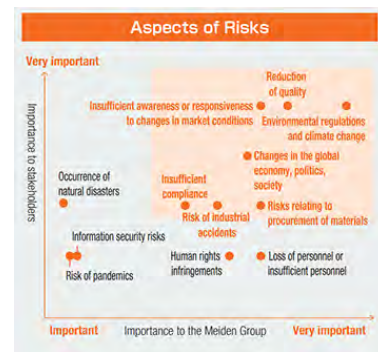 Aspects of Risks
Very important
Reduction
of quality
Insufficient awareness or responsiveness
to changes in market conditions
Environmental regulations
and climate change
Importance to stakeholders
Changes in the global
economy, politics,
society
Occurrence of
natural disasters
Insufficient
compliance
Risks relating to
procurement of materials
Risk of industrial
accidents
Information security risks
Risk of pandemics
Human rights
infringements
Loss of personnel or
insufficient personnel
Important
Importance to the Meiden Group
Very important